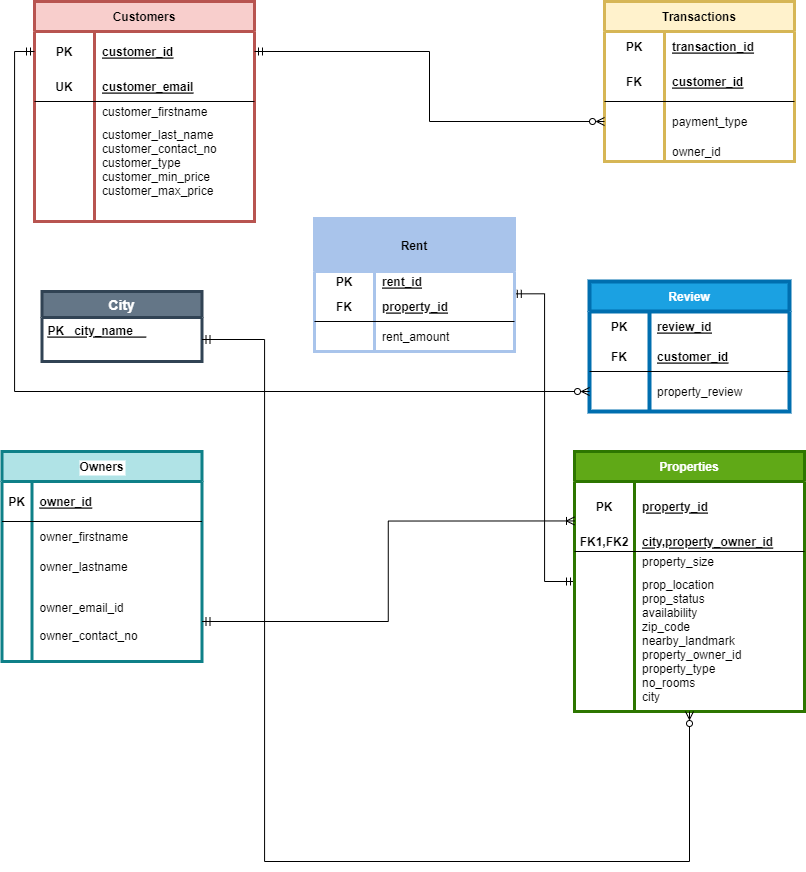 Customers
PK customer_id
UK customer_email
customer_firstname
customer_last_name
customer_contact_no
customer_type
customer_min_price
customer_max_price
Transactions
PK transaction_id
FK customer_id
payment_type
owner_id
Rent
PK rent_id
FK property_id
rent_amount
City
PK city_name
Review
PK review_id
FK customer_id
property_review
Owners
PK owner_id
owner_firstname
owner_lastname
owner_email_id
owner_contact_no
Properties
PK property_id
FK1,FK2 city,property_owner_id
property_size
prop_location
prop_status
availability
zip_code
nearby_landmark
property_owner_id
property_type
no_rooms
city